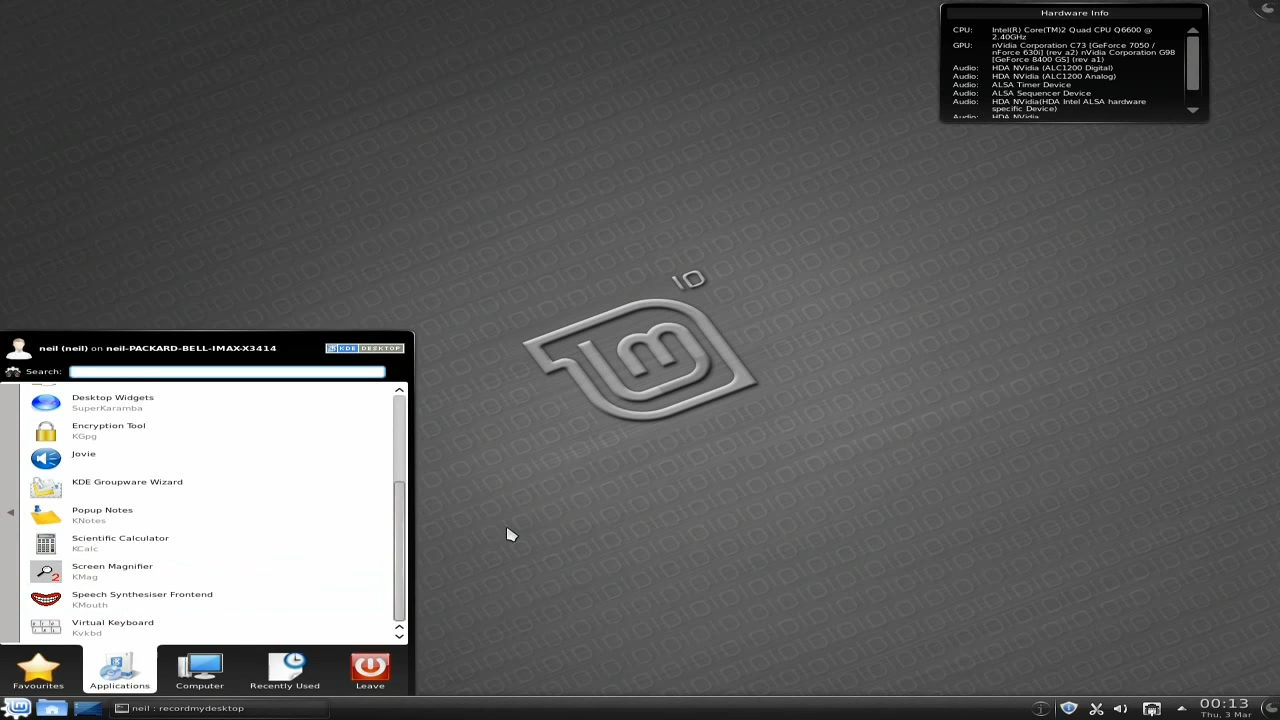 Hardware Info
CPU: Intel(R) Core(TM)2 Quad CPU Q6600 @
2.40GHz
GPU: nVidia Corporation C73 [GeForce 7050 /
nForce 630i] (rev a2) nVidia Corporation G98
[GeForce 8400 GS] (rev a1)
Audio: HDA NVidia (ALC1200 Digital)
Audio: HDA NVidia (ALC1200 Analog)
Audio: ALSA Timer Device
Audio: ALSA Sequencer Device
Audio: HDA NVidia(HDA Intel ALSA hardware
specific Device)
Audio: HDA NVidia
10
neil (neil) on neil-PACKARD-BELL-IMAX-X3414
KDE DESKTOP
Search:
Desktop Widgets
SuperKaramba
Encryption Tool
KGpg
Jovie
KDE Groupware Wizard
Popup Notes
KNotes
Scientific Calculator
KCalc
Screen Magnifier
KMag
Speech Synthesiser Frontend
KMouth
Virtual Keyboard
Kvkbd
Favourites
Applications
Computer
Recently Used
Leave
neil : recordmydesktop
00:13
Thu, 3 Mar